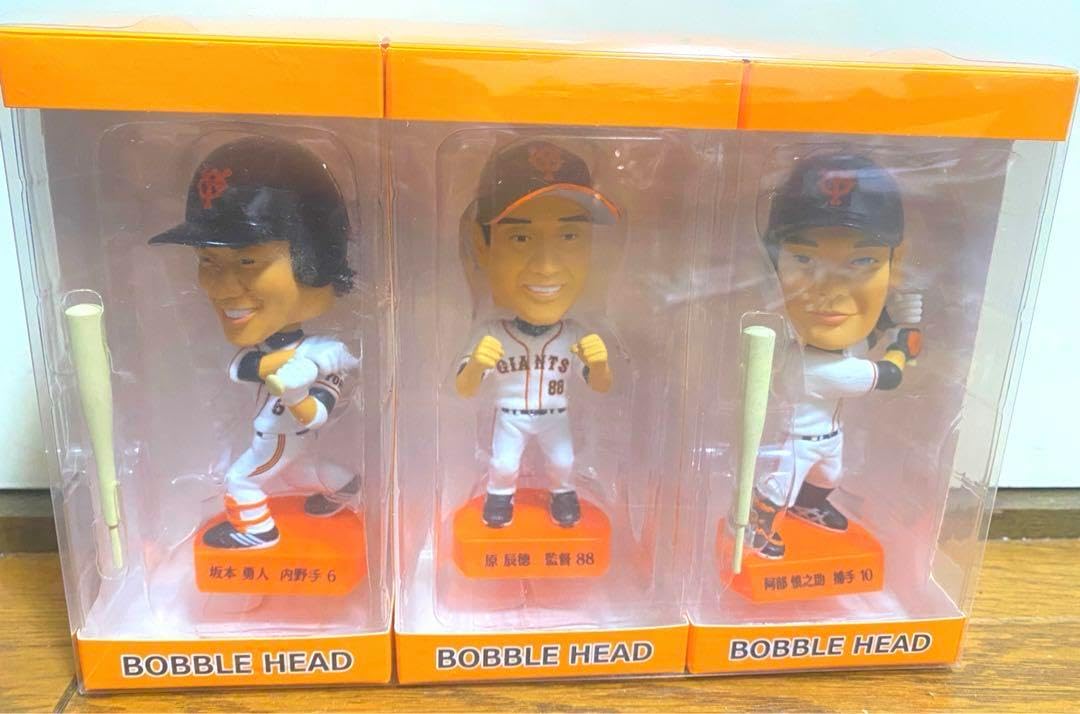 GIANTS
88
6
坂本 勇人 内野手 6
原 辰徳 監督 88
阿部 慎之助 捕手 10
BOBBLE HEAD
BOBBLE HEAD
BOBBLE HEAD